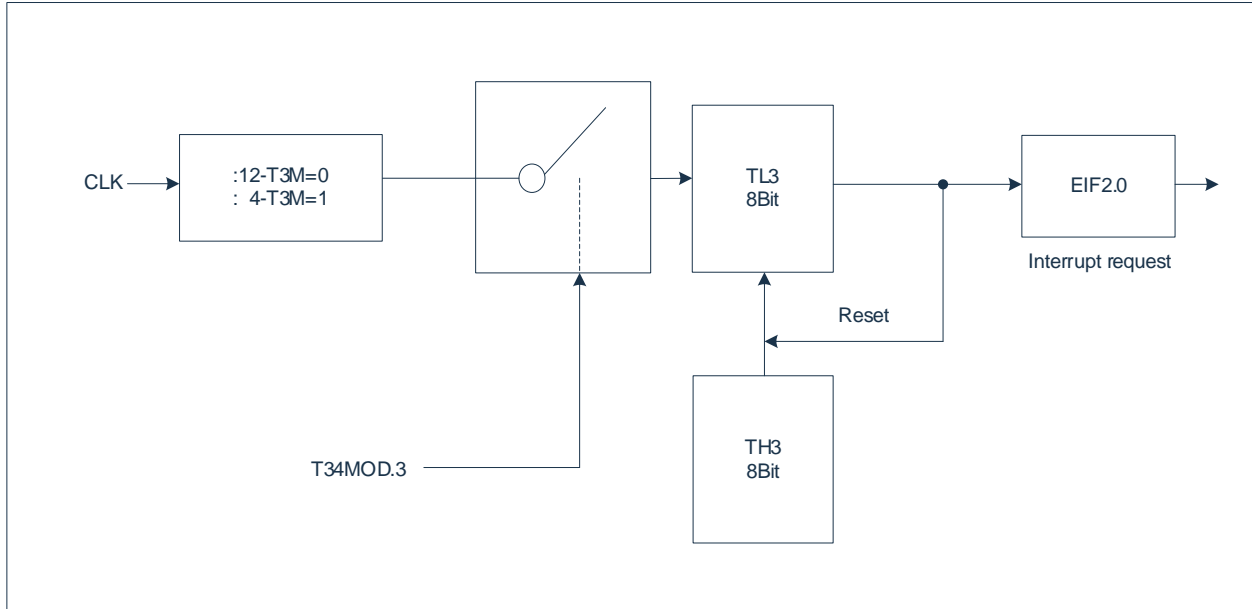 CLK
:12-T3M=0
: 4-T3M=1
TL3
8Bit
EIF2.0
Interrupt request
Reset
TH3
8Bit
T34MOD.3